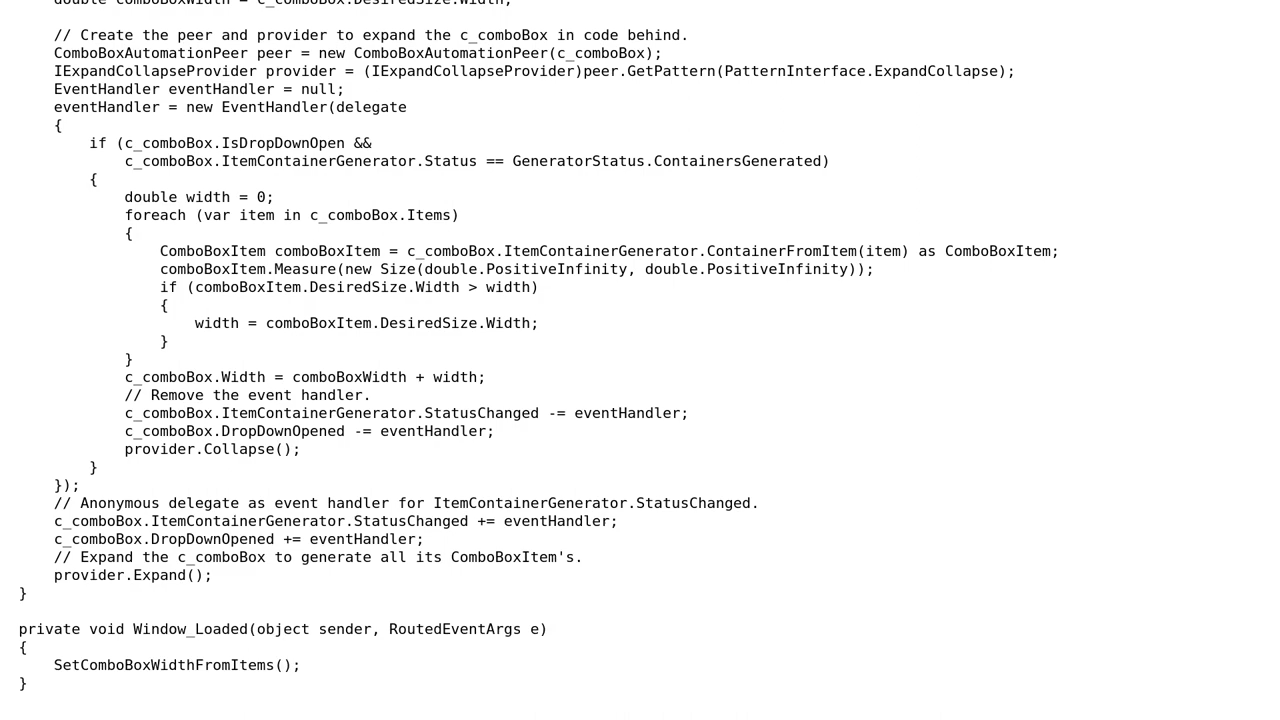 double comboBoxWidth = c_comboBox.DesiredSize.Width;
// Create the peer and provider to expand the c_comboBox in code behind.
ComboBoxAutomationPeer peer = new ComboBoxAutomationPeer(c_comboBox);
IExpandCollapseProvider provider = (IExpandCollapseProvider)peer.GetPattern(PatternInterface.ExpandCollapse);
EventHandler eventHandler = null;
eventHandler = new EventHandler(delegate
{
if (c_comboBox.IsDropDownOpen &&
c_comboBox.ItemContainerGenerator.Status == GeneratorStatus.ContainersGenerated)
{
double width = 0;
foreach (var item in c_comboBox.Items)
{
ComboBoxItem comboBoxItem = c_comboBox.ItemContainerGenerator.ContainerFromItem(item) as ComboBoxItem;
comboBoxItem.Measure(new Size(double.PositiveInfinity, double.PositiveInfinity));
if (comboBoxItem.DesiredSize.Width > width)
{
width = comboBoxItem.DesiredSize.Width;
}
}
c_comboBox.Width = comboBoxWidth + width;
// Remove the event handler.
c_comboBox.ItemContainerGenerator.StatusChanged -= eventHandler;
c_comboBox.DropDownOpened -= eventHandler;
provider.Collapse();
}
});
// Anonymous delegate as event handler for ItemContainerGenerator.StatusChanged.
c_comboBox.ItemContainerGenerator.StatusChanged += eventHandler;
c_comboBox.DropDownOpened += eventHandler;
// Expand the c_comboBox to generate all its ComboBoxItem's.
provider.Expand();
}
private void Window_Loaded(object sender, RoutedEventArgs e)
{
SetComboBoxWidthFromItems();
}